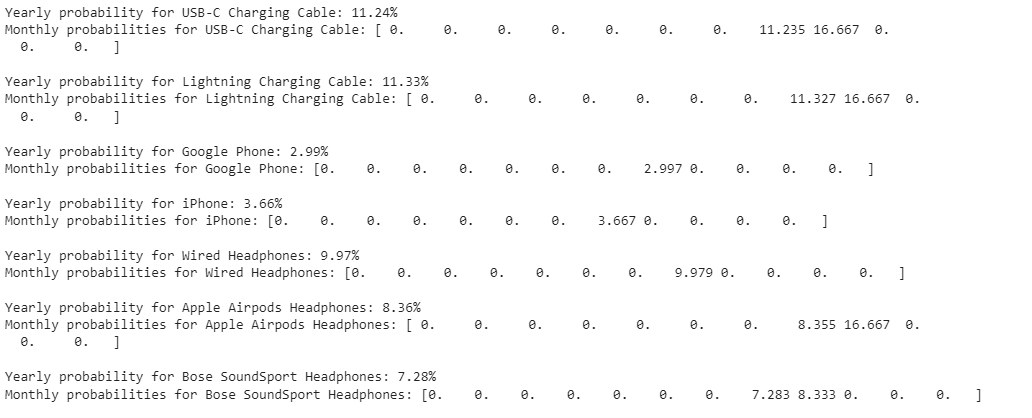 Yearly probability for USB-C Charging Cable: 11.24%
Monthly probabilities for USB-C Charging Cable: [ 0. 0. 0. 0. 0. 0. 0. 11.235 16.667 0.
0. 0. ]
Yearly probability for Lightning Charging Cable: 11.33%
Monthly probabilities for Lightning Charging Cable: [ 0. 0. 0. 0. 0. 0. 0. 11.327 16.667 0.
0. 0. ]
Yearly probability for Google Phone: 2.99%
Monthly probabilities for Google Phone: [0. 0. 0. 0. 0. 0. 0. 2.997 0. 0. 0. 0. ]
Yearly probability for iPhone: 3.66%
Monthly probabilities for iPhone: [0. 0. 0. 0. 0. 0. 0. 3.667 0. 0. 0. 0. ]
Yearly probability for Wired Headphones: 9.97%
Monthly probabilities for Wired Headphones: [0. 0. 0. 0. 0. 0. 0. 9.979 0. 0. 0. 0. ]
Yearly probability for Apple Airpods Headphones: 8.36%
Monthly probabilities for Apple Airpods Headphones: [ 0. 0. 0. 0. 0. 0. 0. 8.355 16.667 0.
0. 0. ]
Yearly probability for Bose SoundSport Headphones: 7.28%
Monthly probabilities for Bose SoundSport Headphones: [0. 0. 0. 0. 0. 0. 0. 7.283 8.333 0. 0. 0. ]